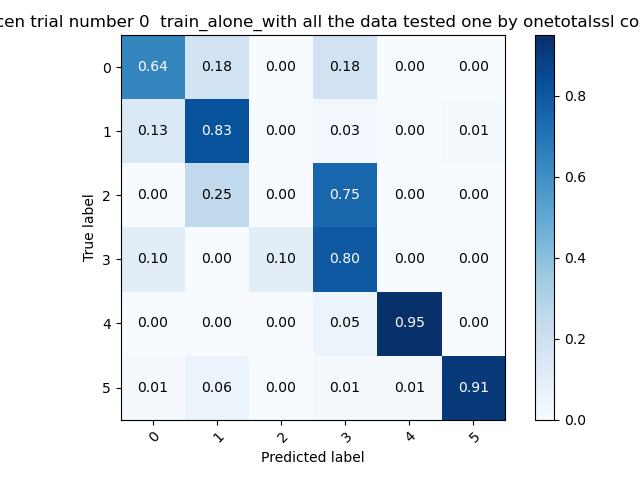 trial number 0 train_alone_with all the data tested one by onetotalssl
True label
0 0.64 0.18 0.00 0.18 0.00 0.00
1 0.13 0.83 0.00 0.03 0.00 0.01
2 0.00 0.25 0.00 0.75 0.00 0.00
3 0.10 0.00 0.10 0.80 0.00 0.00
4 0.00 0.00 0.00 0.05 0.95 0.00
5 0.01 0.06 0.00 0.01 0.01 0.91
0 1 2 3 4 5
Predicted label
0.8
0.6
0.4
0.2
0.0